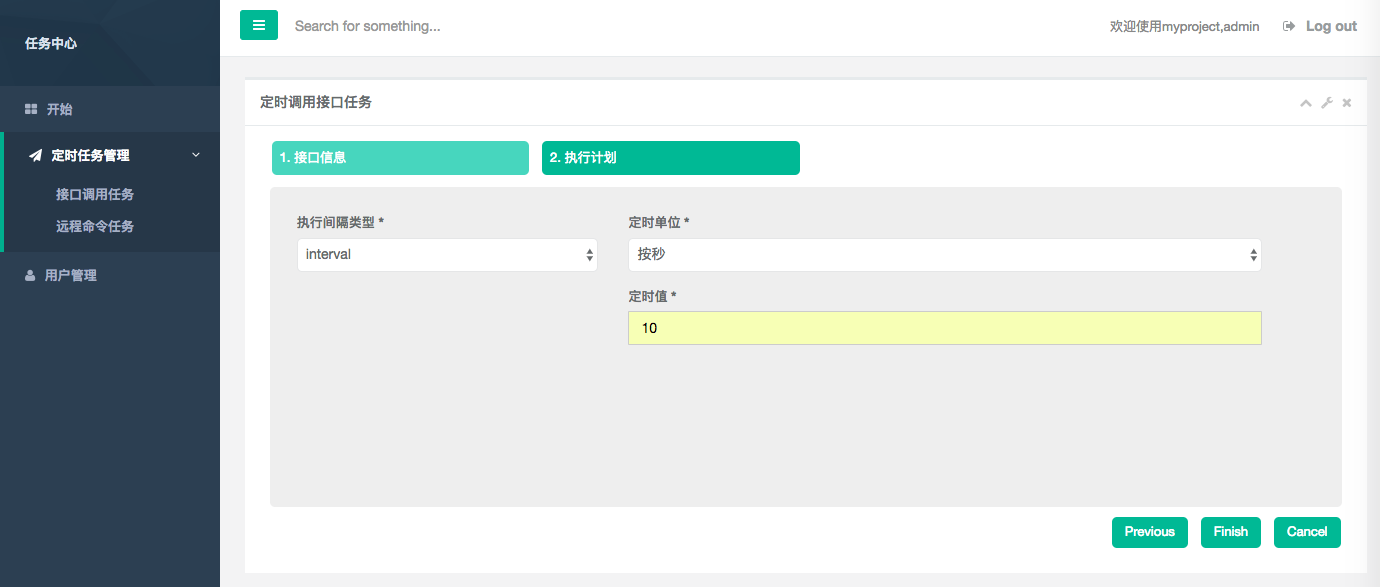 任务中心
Search for something...
欢迎使用myproject,admin
Log out
开始
定时任务管理
接口调用任务
远程命令任务
用户管理
定时调用接口任务
1. 接口信息
2. 执行计划
执行间隔类型 *
定时单位 *
interval
按秒
定时值 *
10
Previous
Finish
Cancel